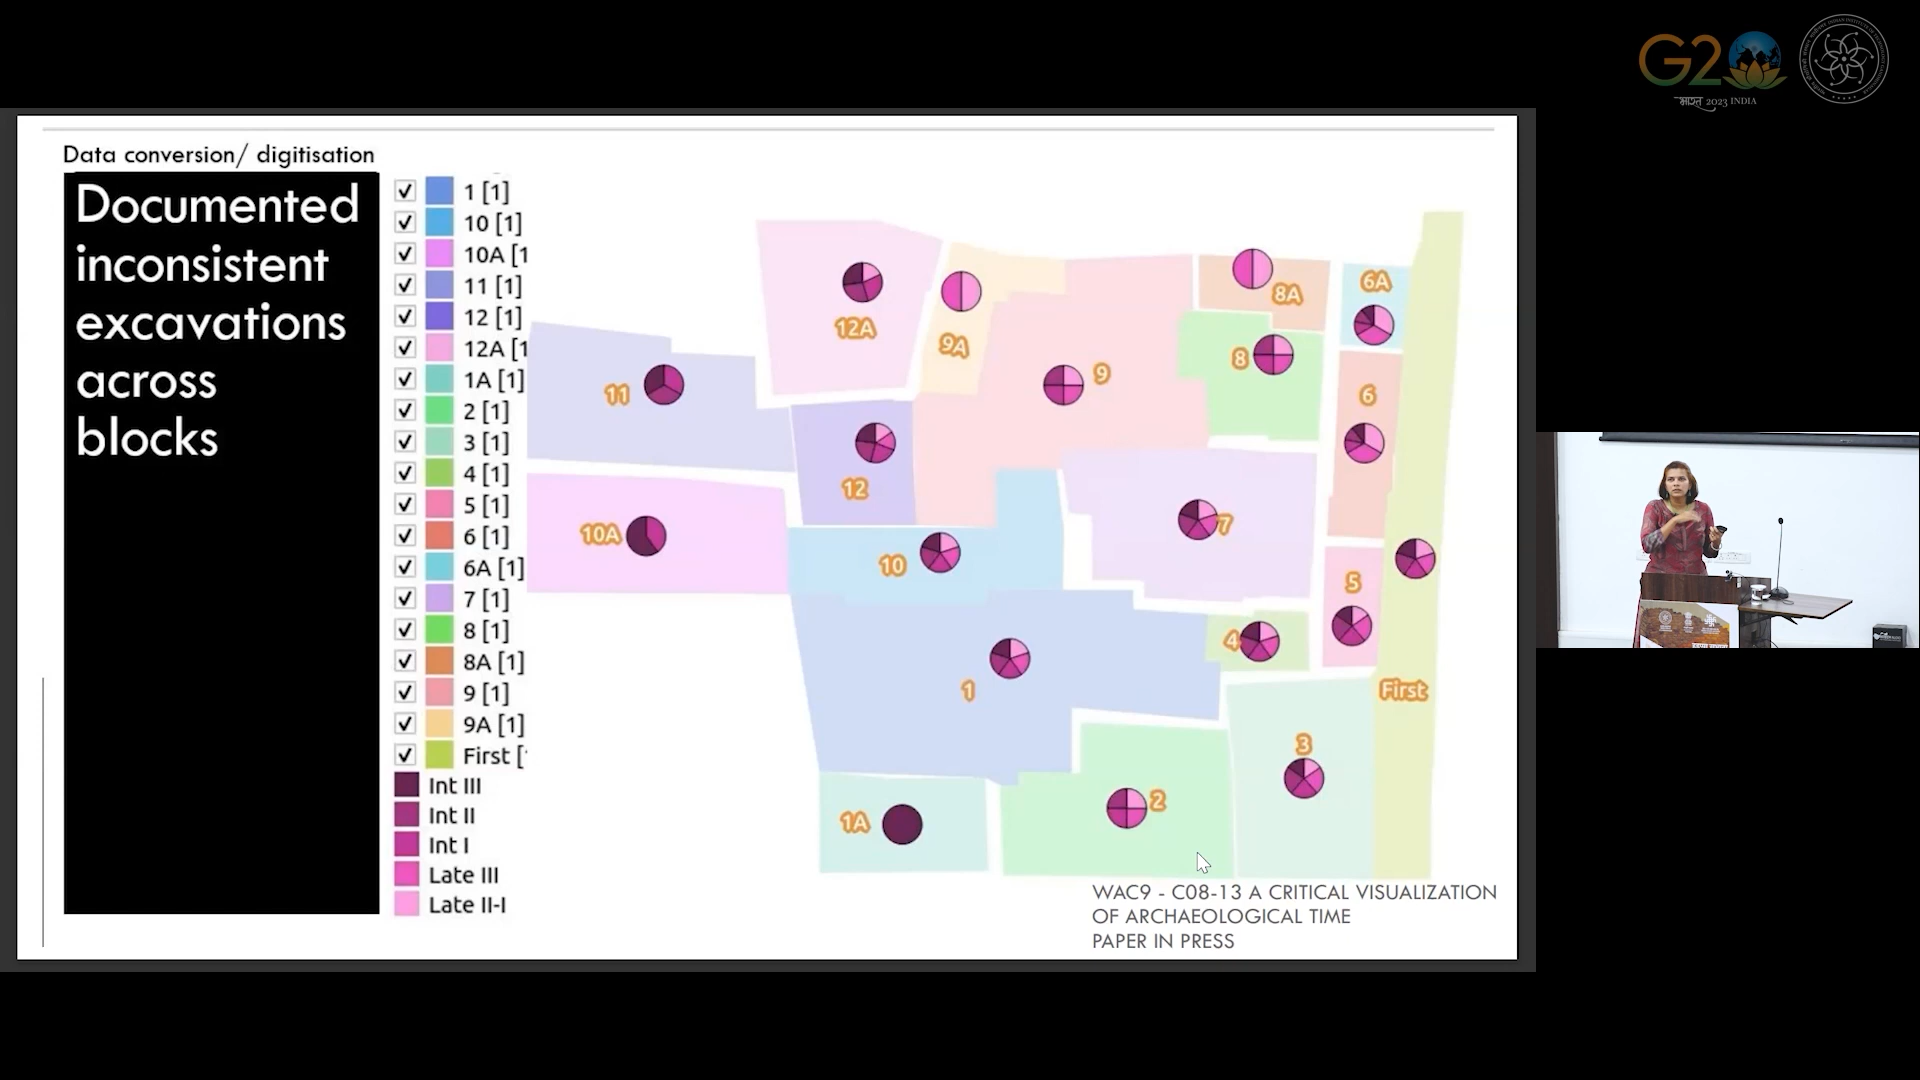 G20
भारत 2023 INDIA
Data conversion/ digitisation
Documented
inconsistent
excavations
across
blocks
1 [1]
10 [1]
10A [1
11 [1]
12 [1]
12A [1
1A [1]
2 [1]
3 [1]
4 [1]
5 [1]
6 [1]
6A [1]
7 [1]
8 [1]
8A [1]
9 [1]
9A [1]
First [
Int III
Int II
Int I
Late III
Late II-I
12A
9A
8A
6A
11
9
8
6
12
10A
10
7
5
4
1
First
3
1A
2
WAC9 - C08-13 A CRITICAL VISUALIZATION
OF ARCHAEOLOGICAL TIME
PAPER IN PRESS